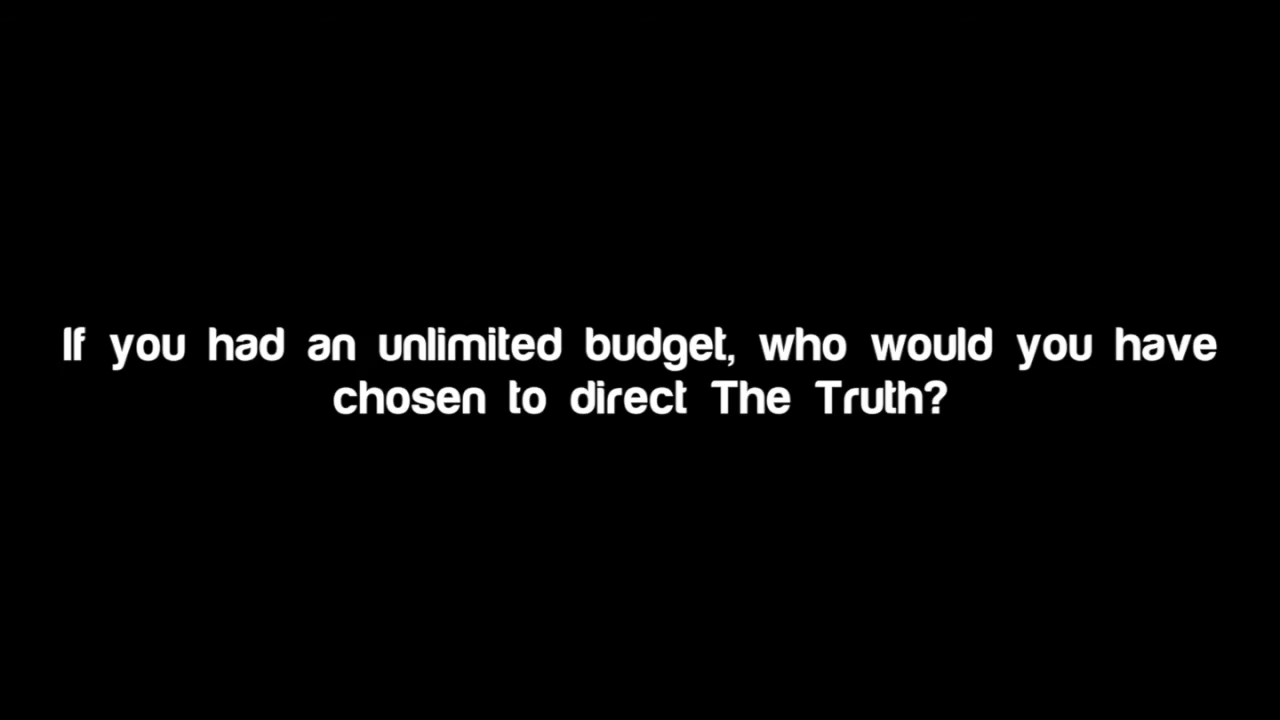 If you had an unlimited budget, who would you have
chosen to direct The Truth?